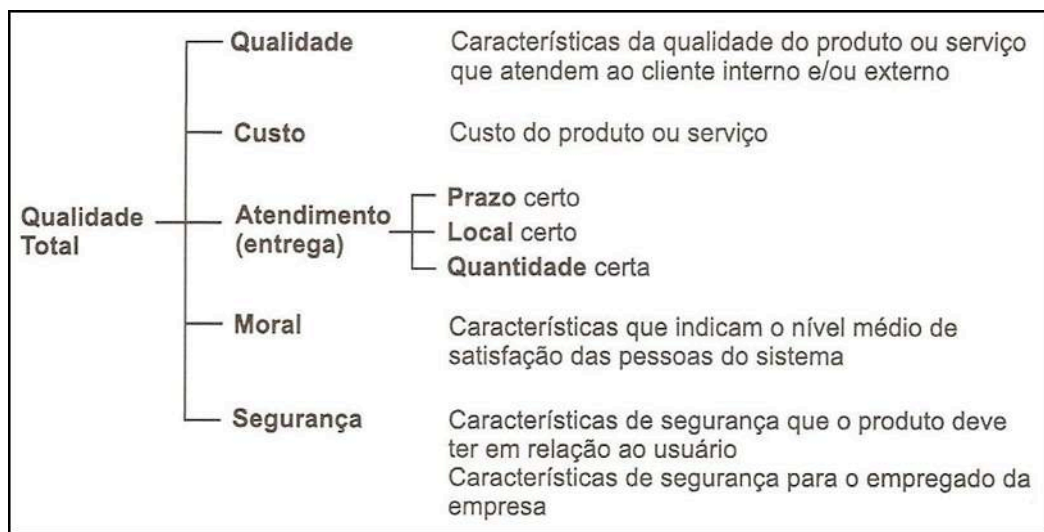 Qualidade
Características da qualidade do produto ou serviço
que atendem ao cliente interno e/ou externo
Custo
Custo do produto ou serviço
Qualidade
Total
Atendimento
(entrega)
Prazo certo
Local certo
Quantidade certa
Moral
Características que indicam o nível médio de
satisfação das pessoas do sistema
Segurança
Características de segurança que o produto deve
ter em relação ao usuário
Características de segurança para o empregado da
empresa